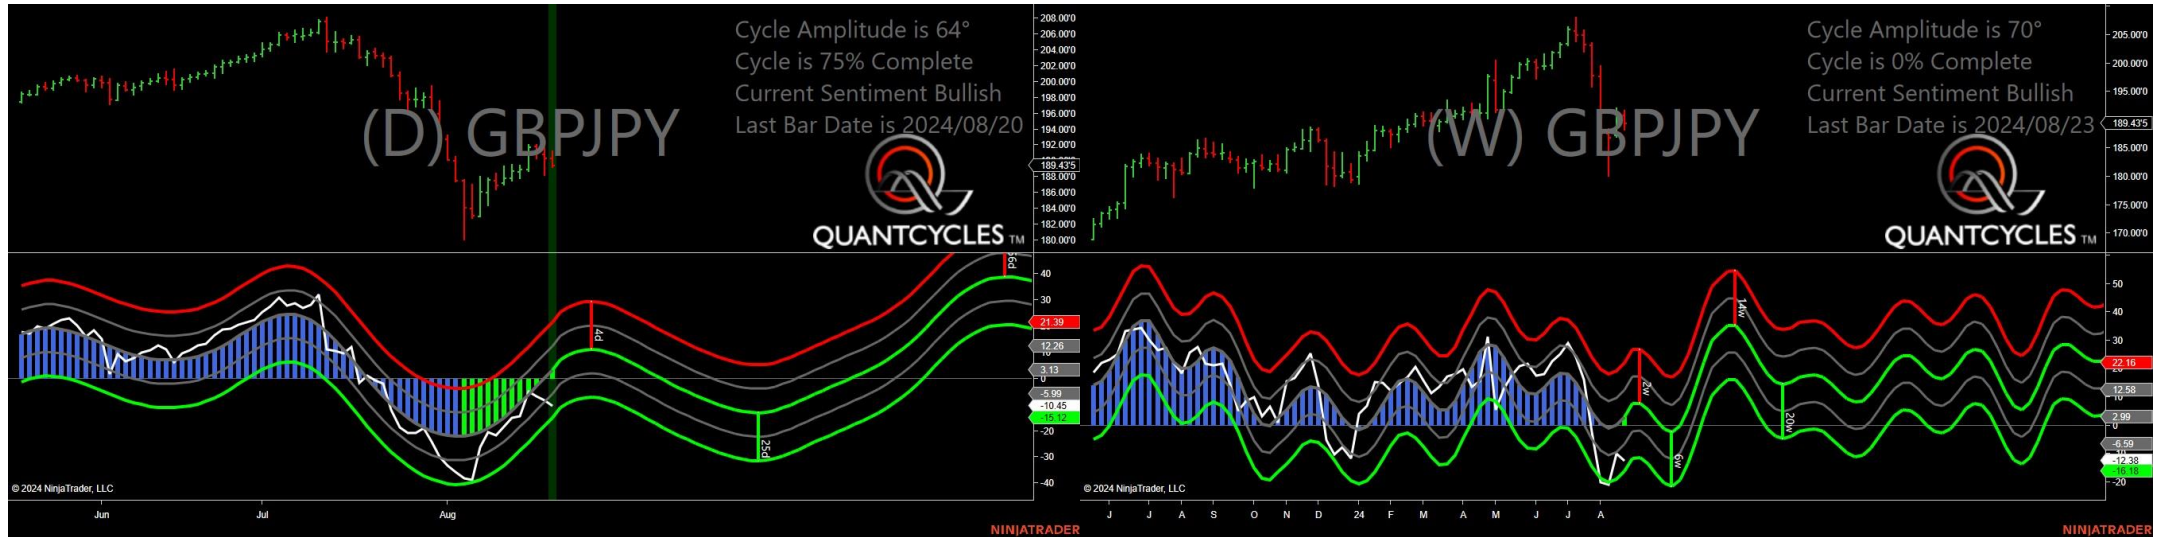 Cycle Amplitude is 64°
Cycle is 75% Complete
Current Sentiment Bullish
Last Bar Date is 2024/08/20
(D) GBPJPY
QUANTCYCLES TM
208.00'0
206.00'0
204.00'0
202.00'0
200.00'0
198.00'0
196.00'0
194.00'0
192.00'0
189.43'5
188.00'0
186.00'0
184.00'0
182.00'0
180.00'0
4d
25d
40
30
21.39
12.26
10
3.13
0
-5.99
-10.45
-15.12
-20
-30
-40
© 2024 NinjaTrader, LLC
Jun
Jul
Aug
NINJATRADER
Cycle Amplitude is 70°
Cycle is 0% Complete
Current Sentiment Bullish
Last Bar Date is 2024/08/23
(W) GBPJPY
QUANTCYCLES TM
205.00'0
200.00'0
195.00'0
189.43'5
185.00'0
180.00'0
175.00'0
170.00'0
2w
6w
14w
20w
50
40
30
22.16
20
12.58
2.99
0
-6.59
-12.38
-16.18
-20
© 2024 NinjaTrader, LLC
J J A S O N D 24 F M A M J J A
NINJATRADER